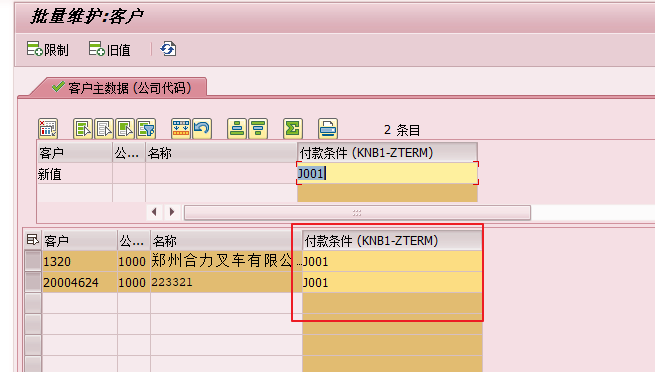 批量维护:客户
限制 旧值
客户主数据 (公司代码)
2 条目
客户 公... 名称 付款条件 (KNB1-ZTERM)
新值 J001
客户 公... 名称 付款条件 (KNB1-ZTERM)
1320 1000 郑州合力叉车有限公... J001
20004624 1000 223321 J001